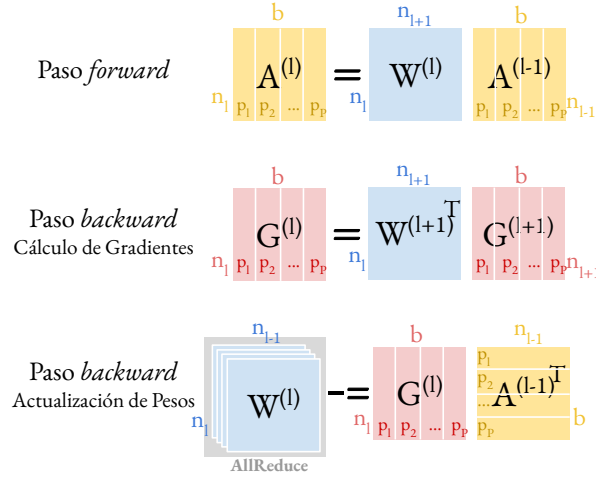 b n_{l+1} b
Paso forward A^{(l)} = W^{(l)} A^{(l-1)}
n_l p_1 p_2 ... p_P n_l p_1 p_2 ... p_P n_{l-1}
b n_{l+1} b
Paso backward
Cálculo de Gradientes
G^{(l)} = W^{(l+1)^T} G^{(l+1)}
n_l p_1 p_2 ... p_P n_l p_1 p_2 ... p_P n_{l+1}
n_{l-1} b n_{l-1}
Paso backward
Actualización de Pesos
W^{(l)} -= G^{(l)} A^{(l-1)^T}
n_l n_l p_1 p_2 ... p_P p_1 p_2 ... p_P b
AllReduce